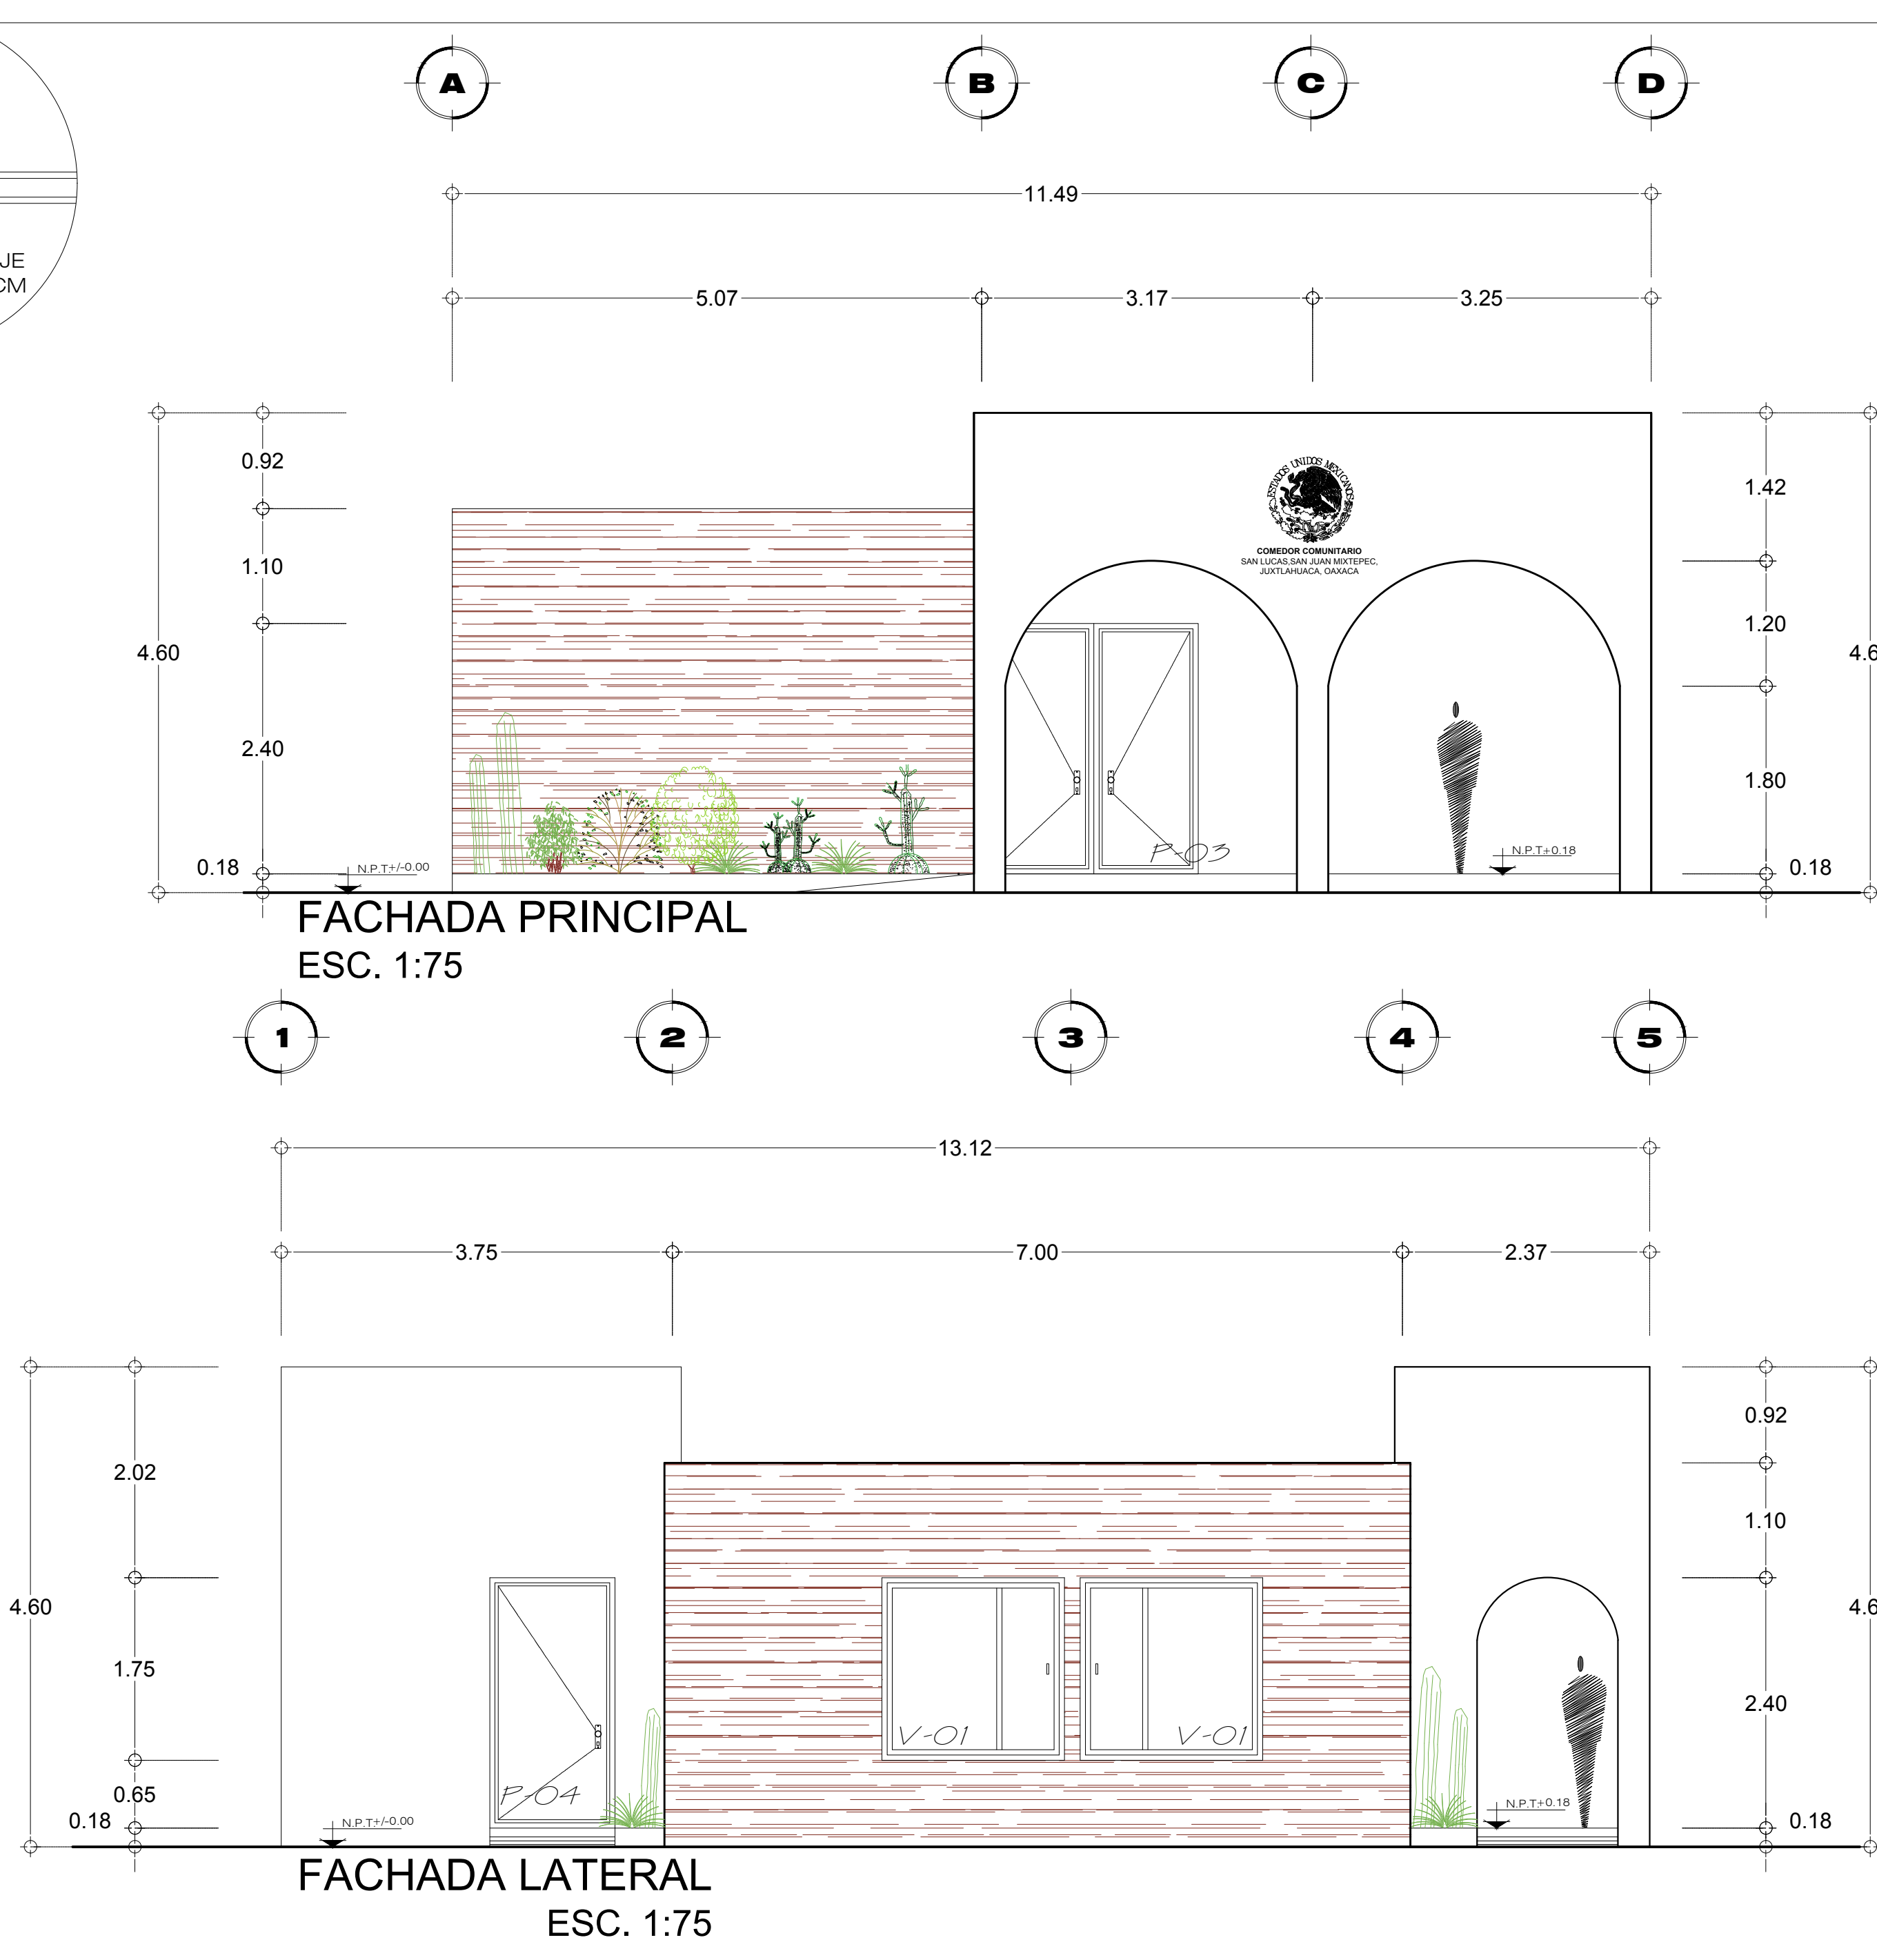 JE
CM
A
B
C
D
11.49
5.07
3.17
3.25
0.92
1.10
4.60
2.40
0.18
N.P.T.+/-0.00
ESTADOS UNIDOS MEXICANOS
COMEDOR COMUNITARIO
SAN LUCAS,SAN JUAN MIXTEPEC,
JUXTLAHUACA, OAXACA
P-03
N.P.T.+0.18
1.42
1.20
4.6
1.80
0.18
FACHADA PRINCIPAL
ESC. 1:75
1
2
3
4
5
13.12
3.75
7.00
2.37
2.02
4.60
1.75
0.65
0.18
N.P.T.+/-0.00
P-04
V-01
V-01
N.P.T.+0.18
0.92
1.10
4.6
2.40
0.18
FACHADA LATERAL
ESC. 1:75